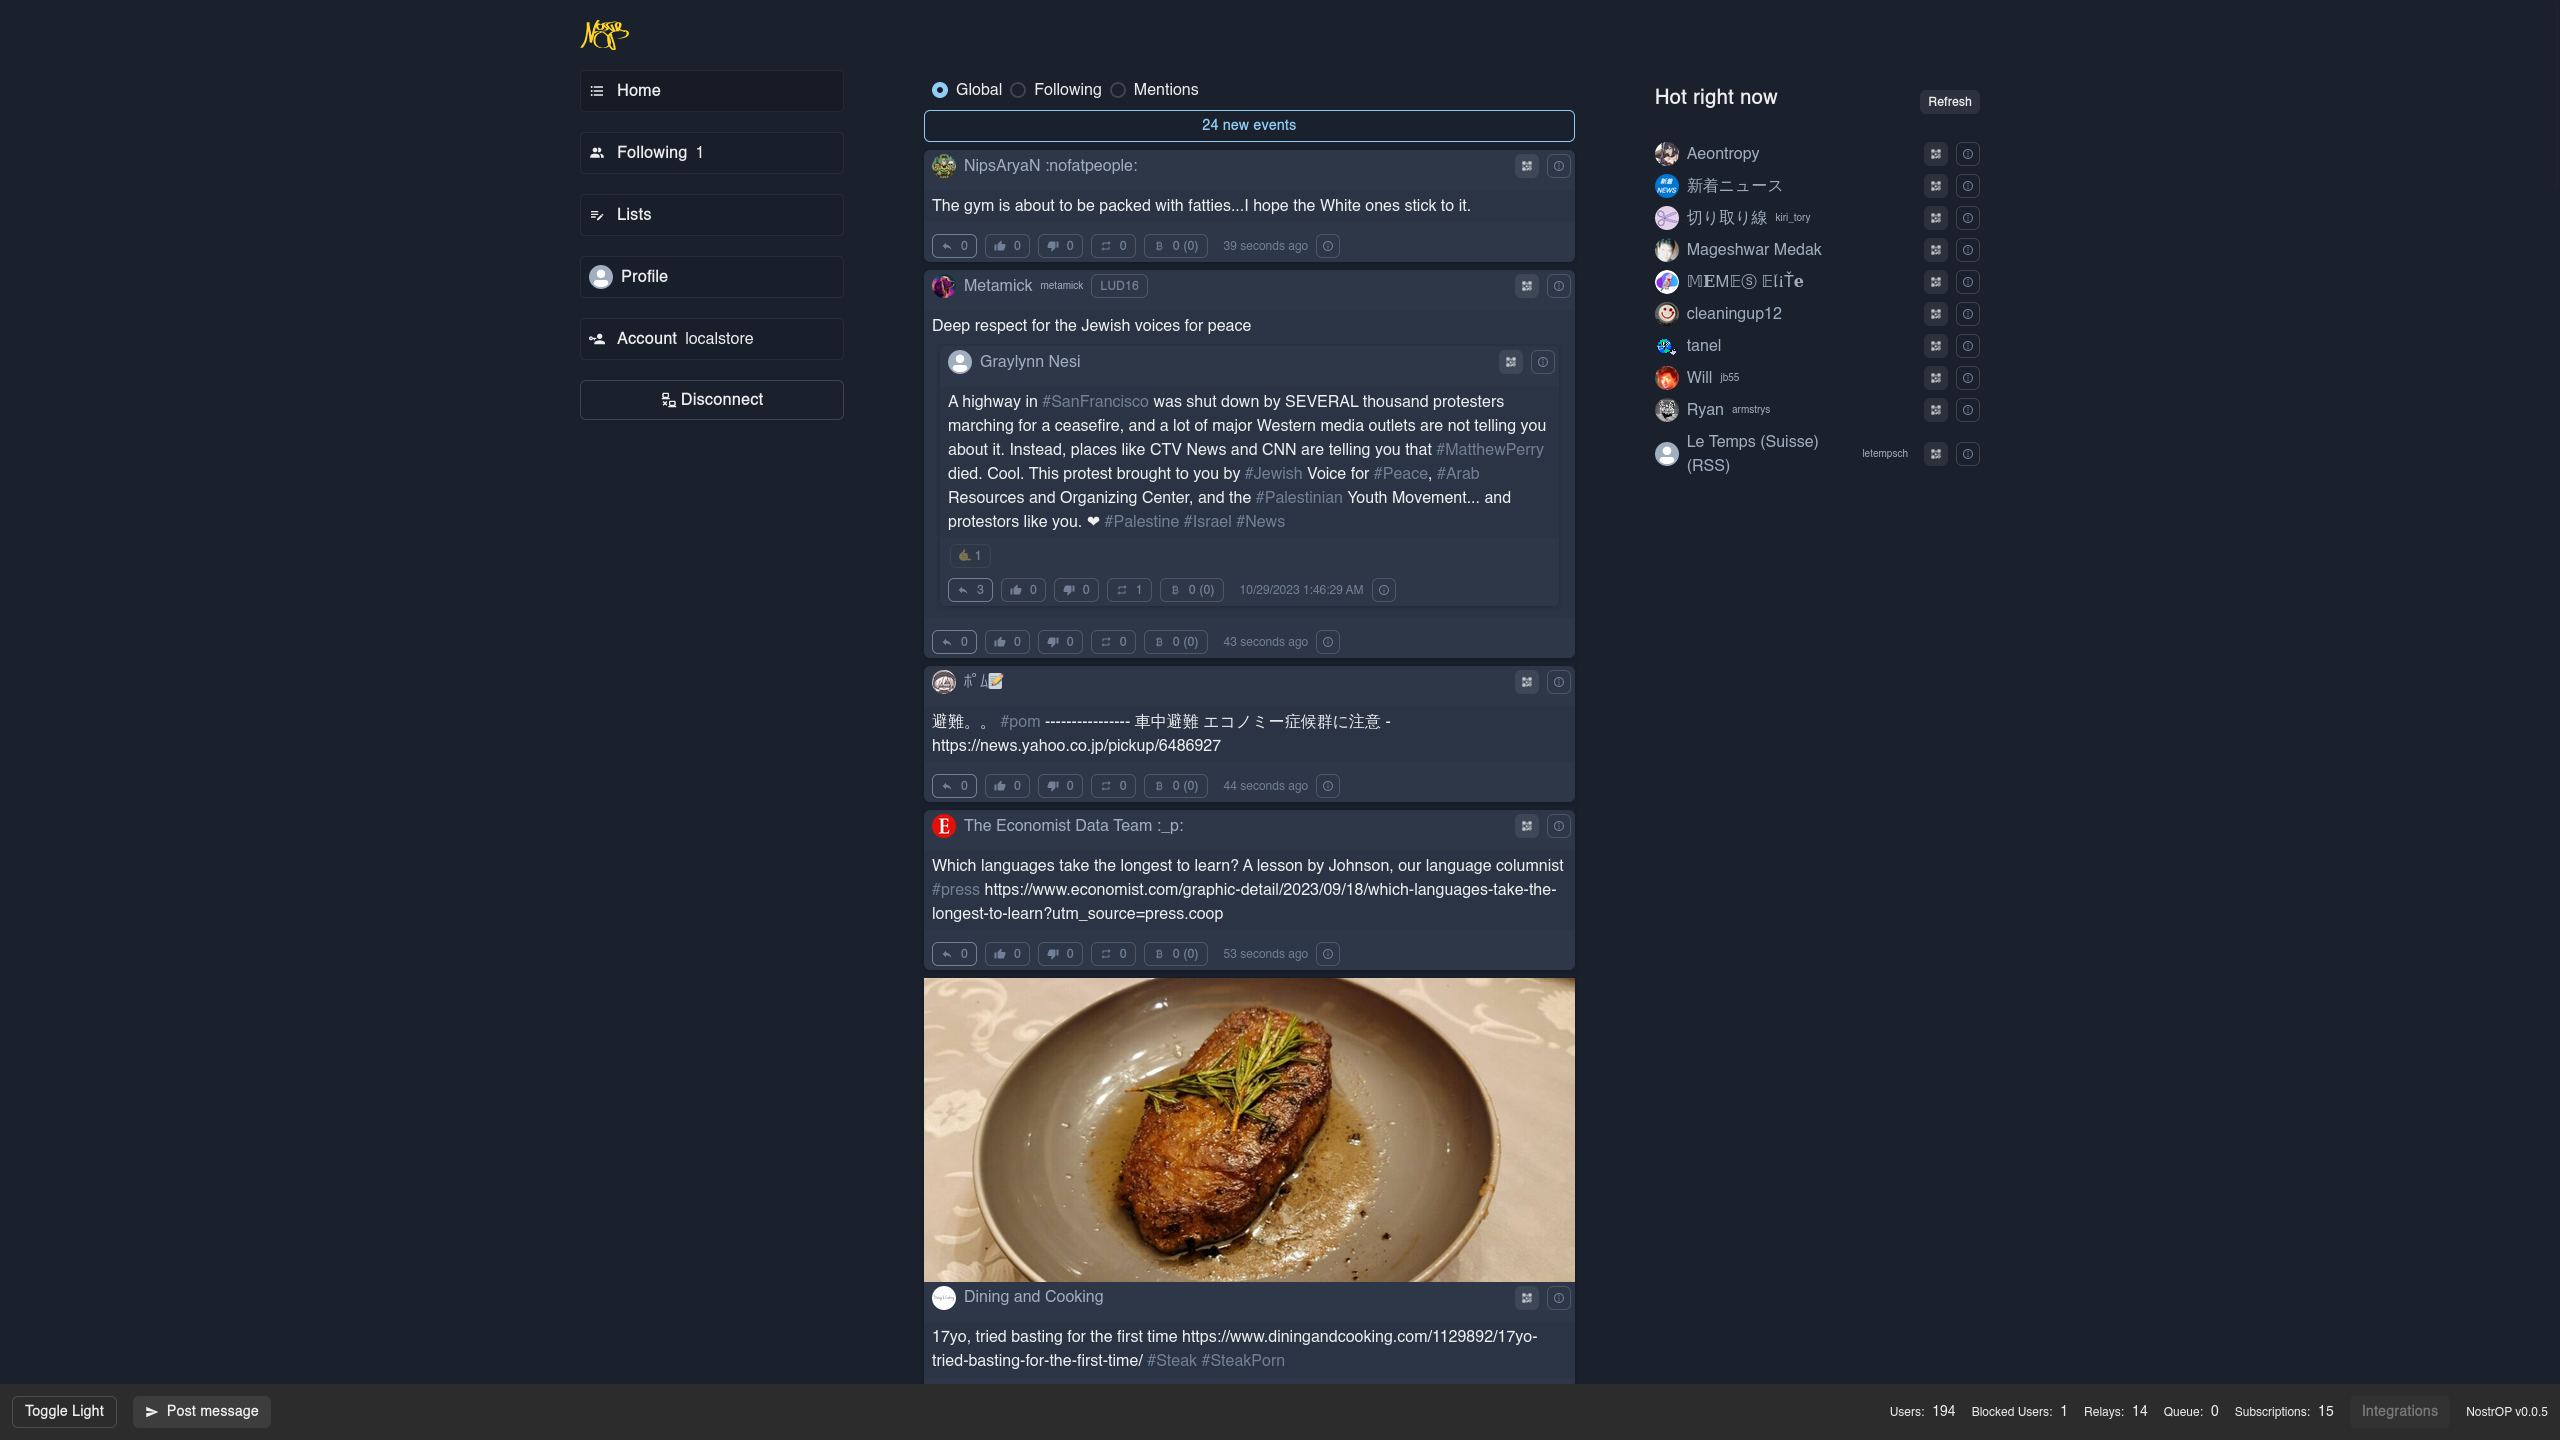 Home
Following 1
Lists
Profile
Account localstore
Disconnect
Global Following Mentions
24 new events
NipsAryaN :nofatpeople:
The gym is about to be packed with fatties...I hope the White ones stick to it.
0 0 0 0 0 (0) 39 seconds ago
Metamick metamick LUD16
Deep respect for the Jewish voices for peace
Graylynn Nesi
A highway in #SanFrancisco was shut down by SEVERAL thousand protesters
marching for a ceasefire, and a lot of major Western media outlets are not telling you
about it. Instead, places like CTV News and CNN are telling you that #MatthewPerry
died. Cool. This protest brought to you by #Jewish Voice for #Peace, #Arab
Resources and Organizing Center, and the #Palestinian Youth Movement... and
protestors like you. ❤ #Palestine #Israel #News
🤙 1
3 0 0 1 0 (0) 10/29/2023 1:46:29 AM
0 0 0 0 0 (0) 43 seconds ago
ﾎﾟﾑ📝
避難。。 #pom ---------------- 車中避難 エコノミー症候群に注意 -
https://news.yahoo.co.jp/pickup/6486927
0 0 0 0 0 (0) 44 seconds ago
The Economist Data Team :_p:
Which languages take the longest to learn? A lesson by Johnson, our language columnist
#press https://www.economist.com/graphic-detail/2023/09/18/which-languages-take-the-
longest-to-learn?utm_source=press.coop
0 0 0 0 0 (0) 53 seconds ago
Dining and Cooking
17yo, tried basting for the first time https://www.diningandcooking.com/1129892/17yo-
tried-basting-for-the-first-time/ #Steak #SteakPorn
Hot right now Refresh
Aeontropy
新着ニュース
切り取り線 kiri_tory
Mageshwar Medak
𝕄𝐄M𝔼ⓢ 𝔼𝔩iŤ𝐞
cleaningup12
tanel
Will jb55
Ryan armstrys
Le Temps (Suisse)
(RSS) letempsch
Toggle Light Post message Users: 194 Blocked Users: 1 Relays: 14 Queue: 0 Subscriptions: 15 Integrations NostrOP v0.0.5